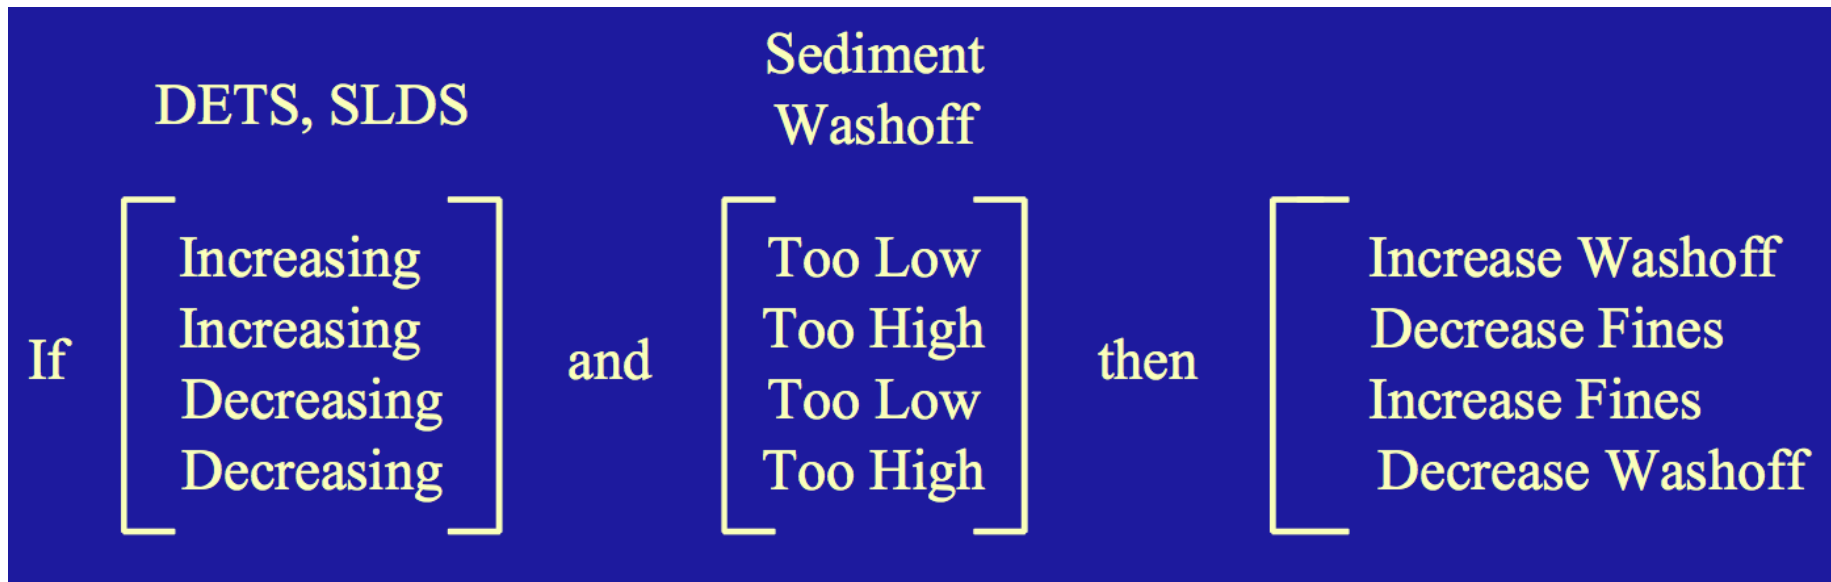 DETS, SLDS
Sediment
Washoff
If
Increasing
Increasing
Decreasing
Decreasing
and
Too Low
Too High
Too Low
Too High
then
Increase Washoff
Decrease Fines
Increase Fines
Decrease Washoff